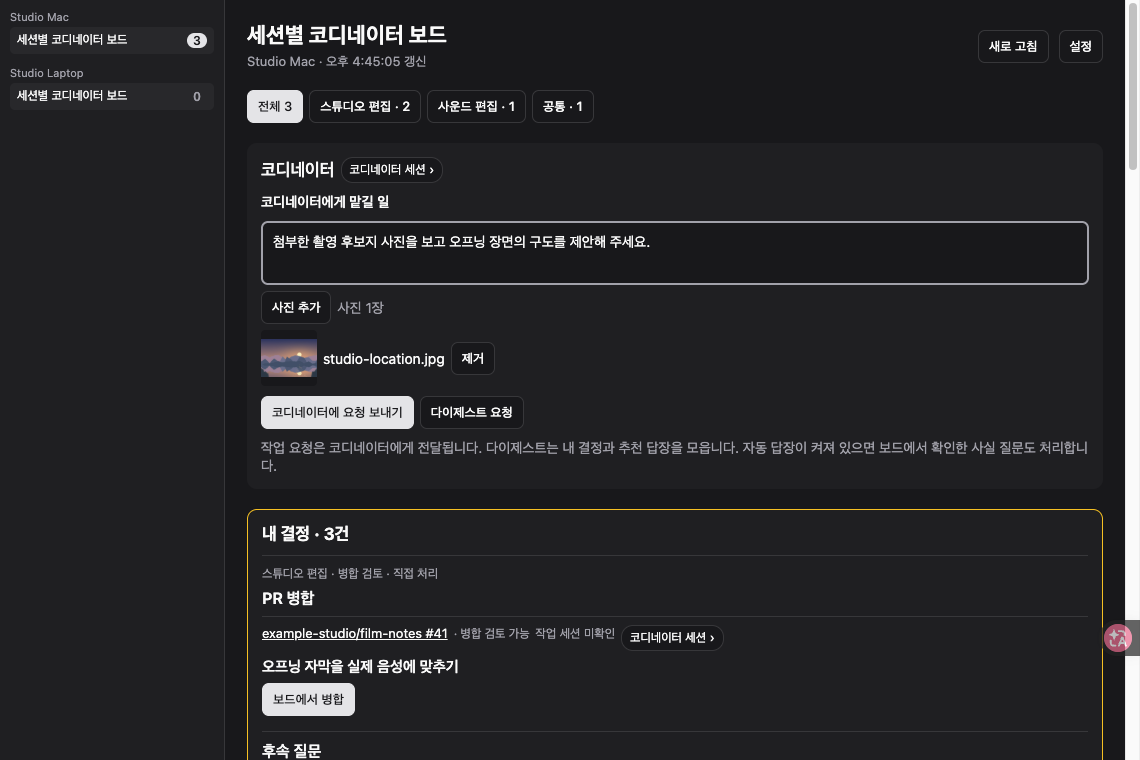 Studio Mac
세션별 코디네이터 보드 3
Studio Laptop
세션별 코디네이터 보드 0
세션별 코디네이터 보드
Studio Mac · 오후 4:45:05 갱신
새로 고침 설정
전체 3 스튜디오 편집 · 2 사운드 편집 · 1 공통 · 1
코디네이터 코디네이터 세션 ›
코디네이터에게 맡길 일
첨부한 촬영 후보지 사진을 보고 오프닝 장면의 구도를 제안해 주세요.
사진 추가 사진 1장
studio-location.jpg 제거
코디네이터에 요청 보내기 다이제스트 요청
작업 요청은 코디네이터에게 전달됩니다. 다이제스트는 내 결정과 추천 답장을 모읍니다. 자동 답장이 켜져 있으면 보드에서 확인한 사실 질문도 처리합니
다.
내 결정 · 3건
스튜디오 편집 · 병합 검토 · 직접 처리
PR 병합
example-studio/film-notes #41 · 병합 검토 가능 작업 세션 미확인 코디네이터 세션 ›
오프닝 자막을 실제 음성에 맞추기
보드에서 병합
후속 질문